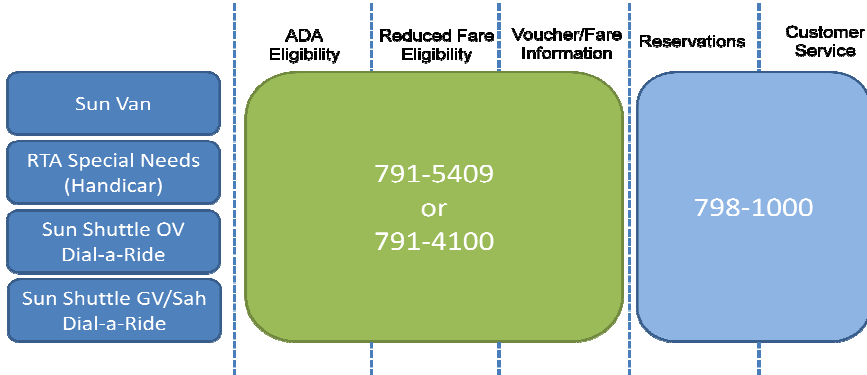 ADA
Eligibility
Reduced Fare
Eligibility
Voucher/Fare
Information
Reservations
Customer
Service
Sun Van
RTA Special Needs
(Handicar)
Sun Shuttle OV
Dial-a-Ride
Sun Shuttle GV/Sah
Dial-a-Ride
791-5409
or
791-4100
798-1000